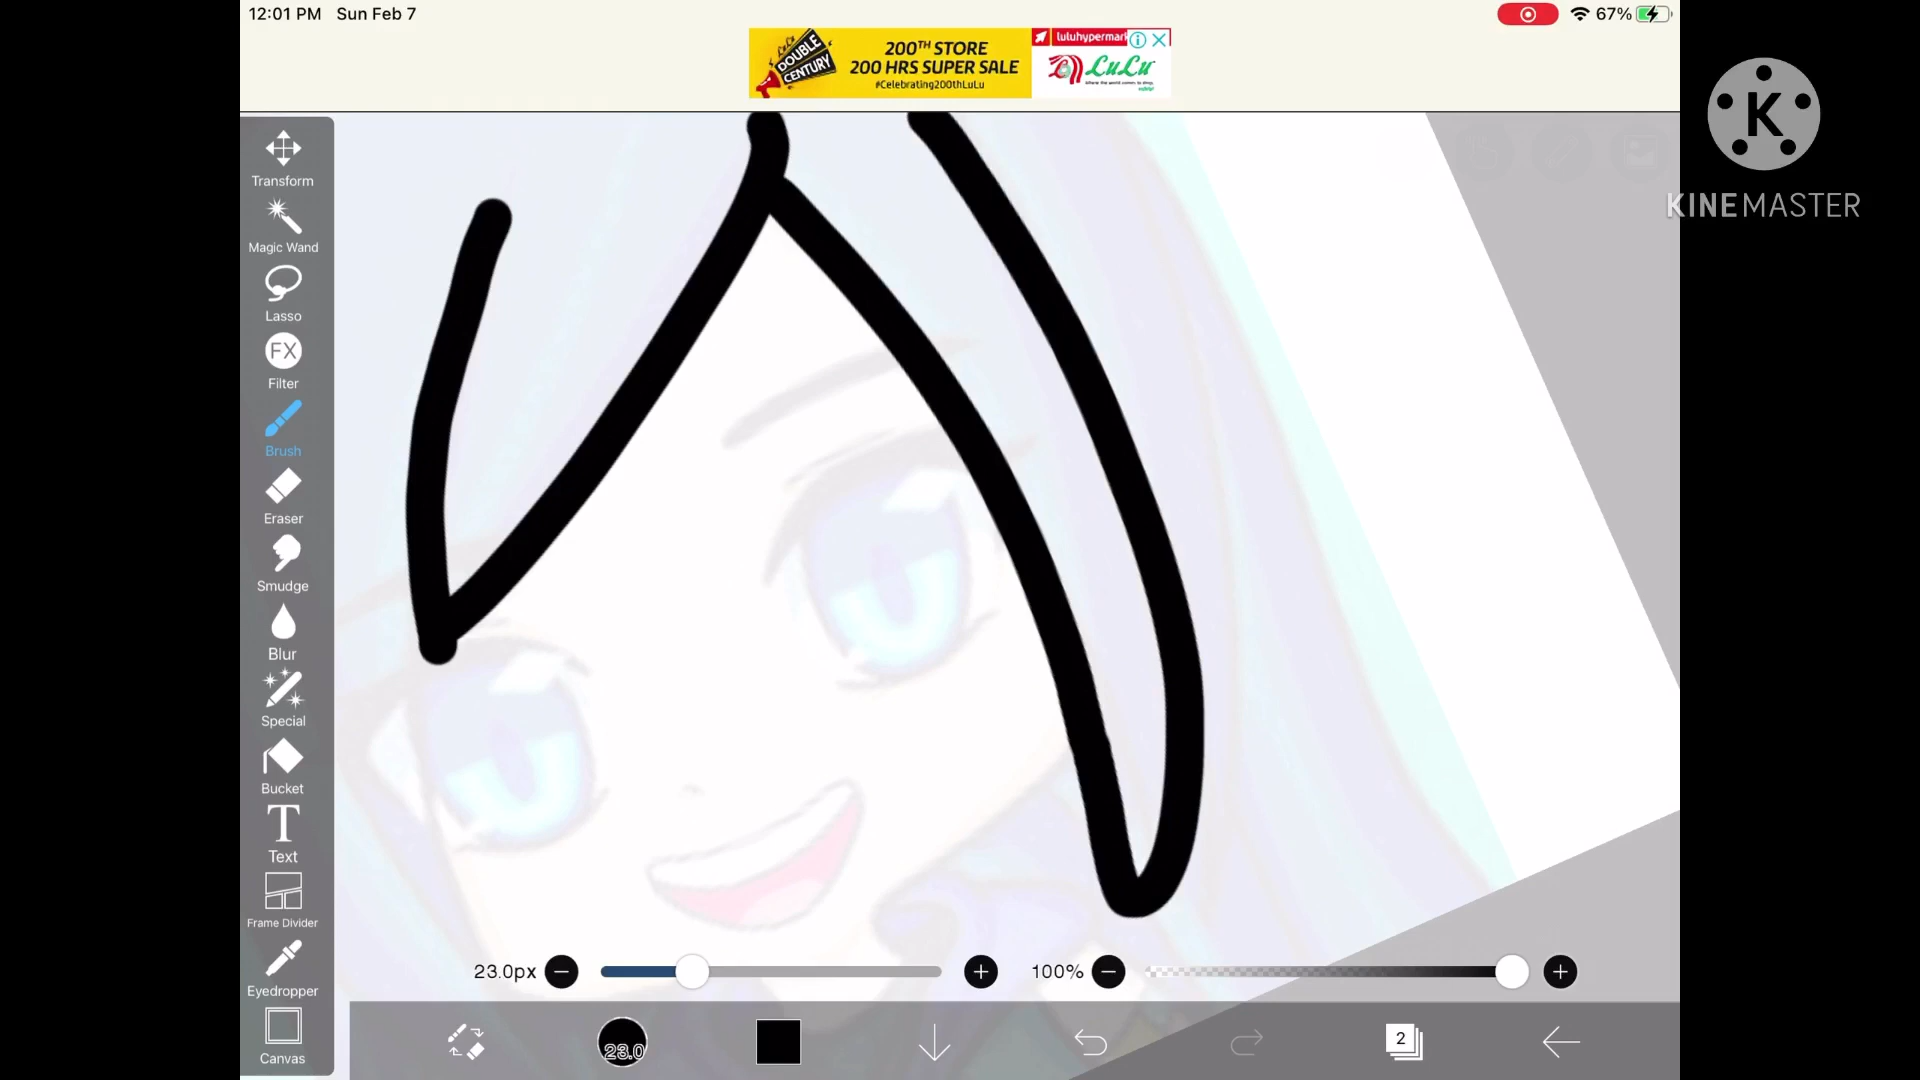 12:01 PM Sun Feb 7
67%
LuLu
DOUBLE
CENTURY
200TH STORE
200 HRS SUPER SALE
#Celebrating200thLuLu
luluhypermark
LuLu
K
KINEMASTER
Transform
Magic Wand
Lasso
FX
Filter
Brush
Eraser
Smudge
Blur
Special
Bucket
T
Text
Frame Divider
Eyedropper
Canvas
23.0px
100%
23.0
2